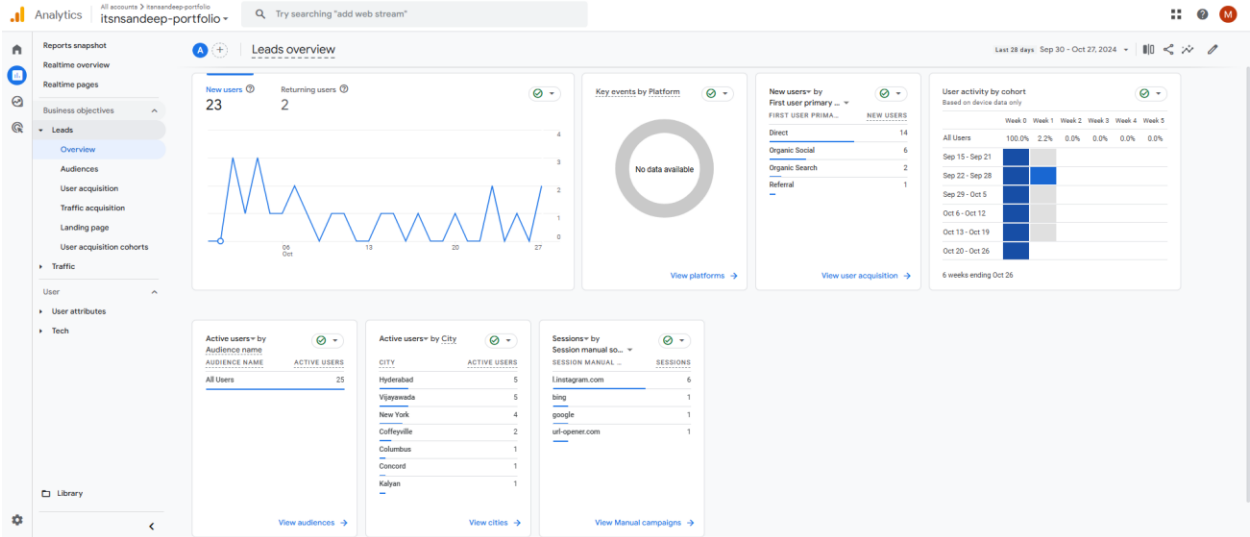 Analytics
All accounts > itsnsandeep-portfolio
itsnsandeep-portfolio
Try searching "add web stream"
M
Reports snapshot
Realtime overview
Realtime pages
Business objectives
Leads
Overview
Audiences
User acquisition
Traffic acquisition
Landing page
User acquisition cohorts
Traffic
User
User attributes
Tech
Library
A
Leads overview
Last 28 days Sep 30 - Oct 27, 2024
New users
23
Returning users
2
4
3
2
1
0
06
Oct
13
20
27
Key events by Platform
No data available
View platforms
New users by
First user primary ...
FIRST USER PRIMA... NEW USERS
Direct 14
Organic Social 6
Organic Search 2
Referral 1
View user acquisition
User activity by cohort
Based on device data only
Week 0 Week 1 Week 2 Week 3 Week 4 Week 5
All Users 100.0% 2.2% 0.0% 0.0% 0.0% 0.0%
Sep 15 - Sep 21
Sep 22 - Sep 28
Sep 29 - Oct 5
Oct 6 - Oct 12
Oct 13 - Oct 19
Oct 20 - Oct 26
6 weeks ending Oct 26
Active users by
Audience name
AUDIENCE NAME ACTIVE USERS
All Users 25
View audiences
Active users by City
CITY ACTIVE USERS
Hyderabad 5
Vijayawada 5
New York 4
Coffeyville 2
Columbus 1
Concord 1
Kalyan 1
View cities
Sessions by
Session manual so...
SESSION MANUAL ... SESSIONS
l.instagram.com 6
bing 1
google 1
url-opener.com 1
View Manual campaigns